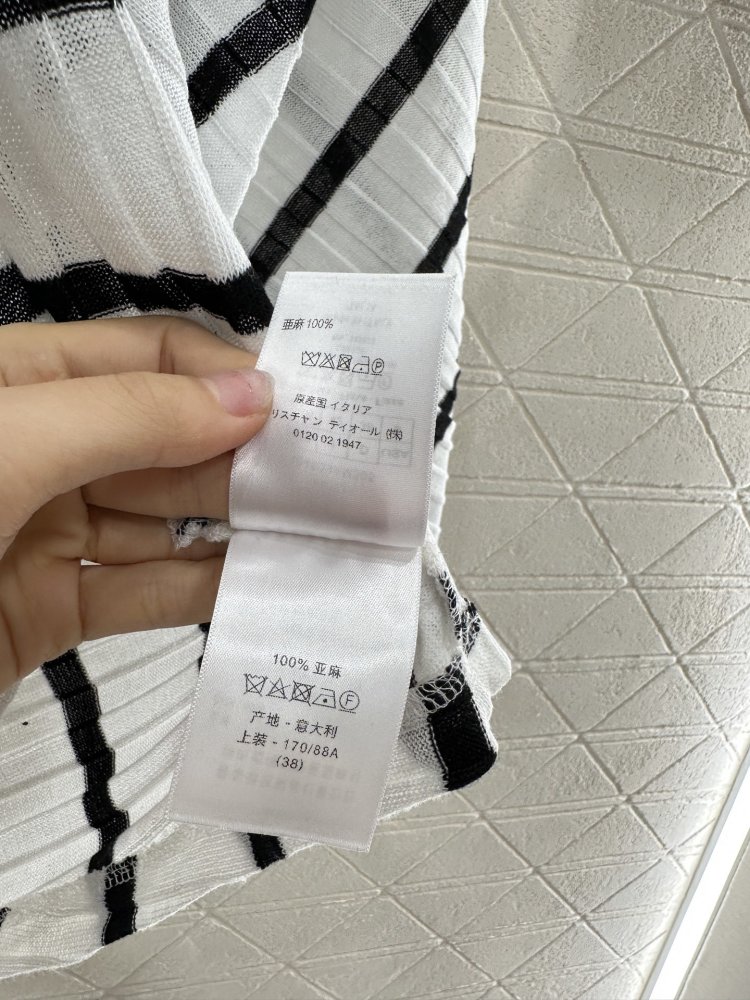 亜麻 100%
P
原産国 イタリア
リスチャン ディオール (株)
0120 02 1947
100% 亚麻
F
产地 - 意大利
上装 - 170/88A
(38)